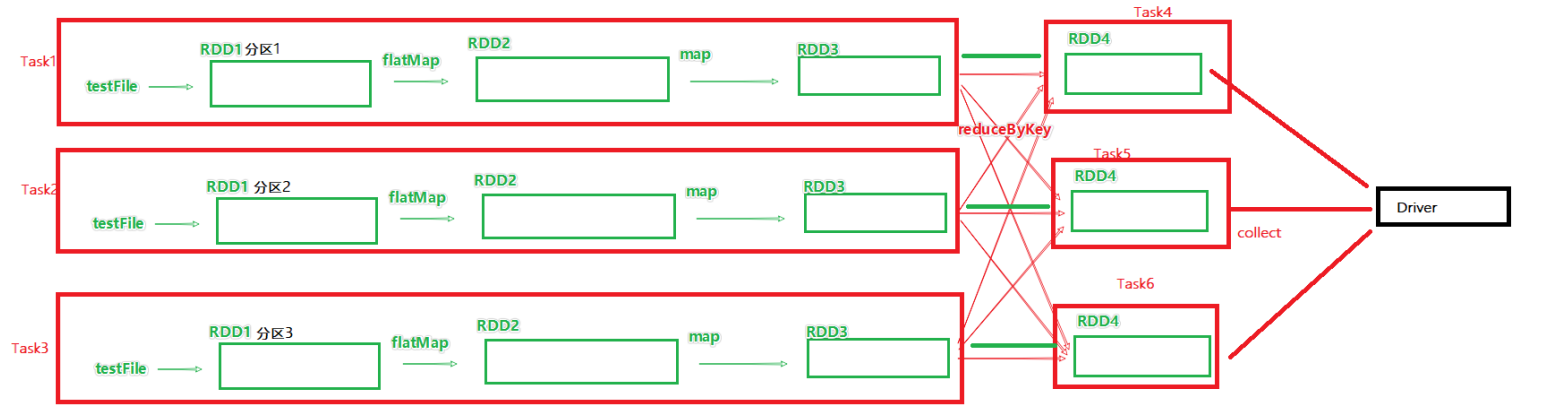 Task4
Task1
RDD1 分区1
flatMap
RDD2
map
RDD3
RDD4
testFile
reduceByKey
Task2
RDD1 分区2
flatMap
RDD2
map
RDD3
Task5
RDD4
testFile
Driver
collect
Task6
Task3
RDD1 分区3
flatMap
RDD2
map
RDD3
RDD4
testFile